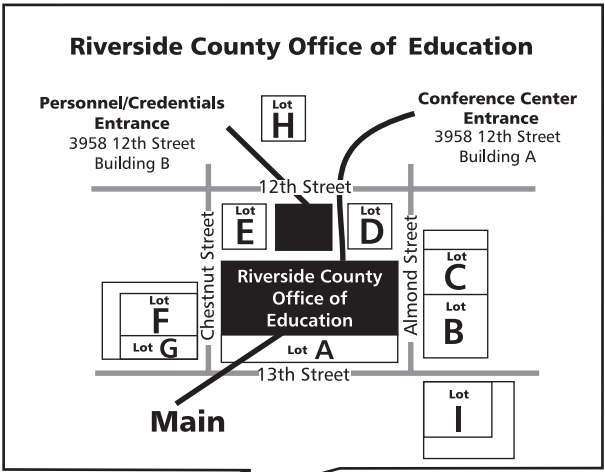 Riverside County Office of Education
Personnel/Credentials
Entrance
3958 12th Street
Building B
Lot
H
Conference Center
Entrance
3958 12th Street
Building A
12th Street
Lot
E
Lot
D
Chestnut Street
Almond Street
Riverside County
Office of
Education
Lot
C
Lot
B
Lot
F
Lot G
Lot A
13th Street
Main
Lot
I